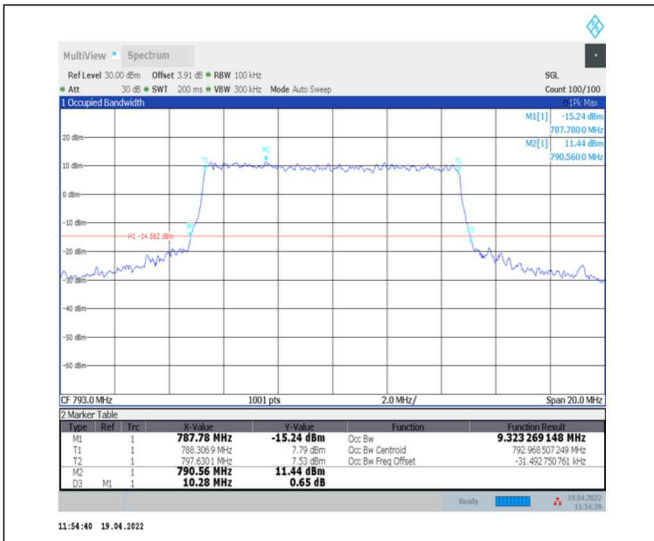 MultiView Spectrum
Ref Level 30.00 dBm Offset 3.91 dB RBW 100 kHz SGL
Att 30 dB SWT 200 ms VBW 300 kHz Mode Auto Sweep Count 100/100
1 Occupied Bandwidth 1Pk Max
M1[1] -15.24 dBm
787.7800 MHz
M2[1] 11.44 dBm
790.5600 MHz
20 dBm
10 dBm
0 dBm
-10 dBm
H1 -14.582 dBm
-20 dBm
-30 dBm
-40 dBm
-50 dBm
-60 dBm
CF 793.0 MHz 1001 pts 2.0 MHz/ Span 20.0 MHz
2 Marker Table
Type Ref Trc X-Value Y-Value Function Function Result
M1 1 787.78 MHz -15.24 dBm Occ Bw 9.323 269 148 MHz
T1 1 788.3069 MHz 7.79 dBm Occ Bw Centroid 792.968 507 249 MHz
T2 1 797.6301 MHz 7.53 dBm Occ Bw Freq Offset -31.492 750 761 kHz
M2 1 790.56 MHz 11.44 dBm
D3 M1 1 10.28 MHz 0.65 dB
Ready 19.04.2022
11:54:39
11:54:40 19.04.2022